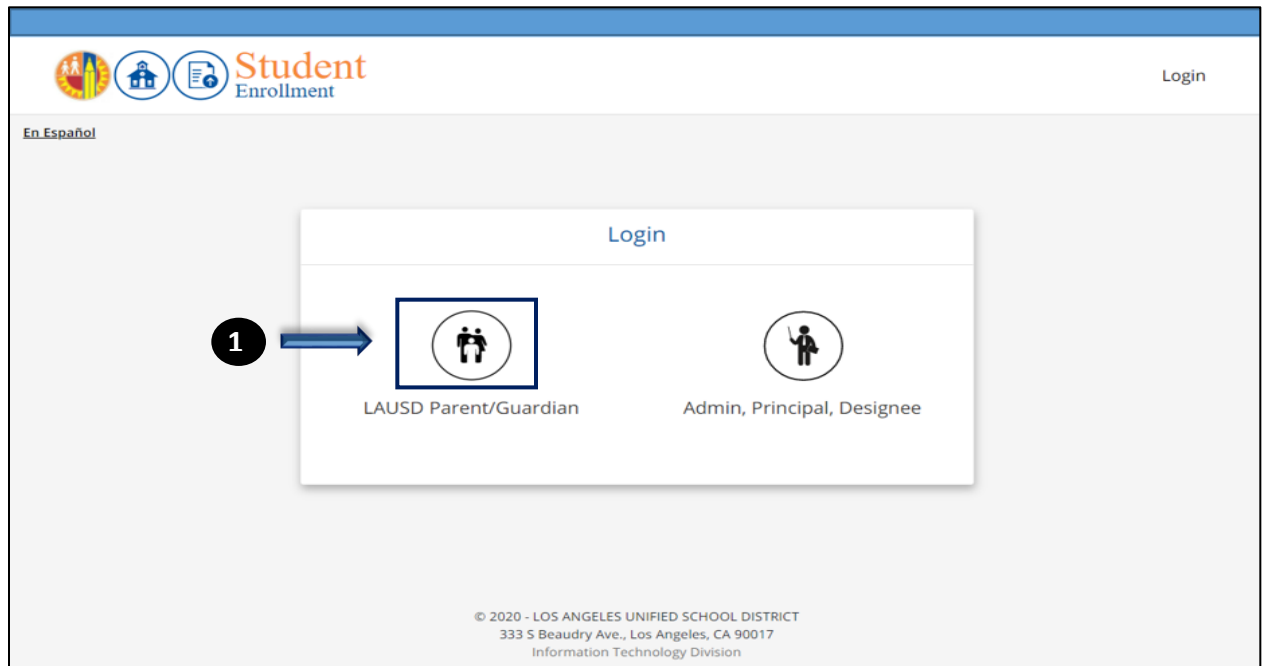 Student
Enrollment
Login
En Español
Login
1
LAUSD Parent/Guardian
Admin, Principal, Designee
© 2020 - LOS ANGELES UNIFIED SCHOOL DISTRICT
333 S Beaudry Ave., Los Angeles, CA 90017
Information Technology Division